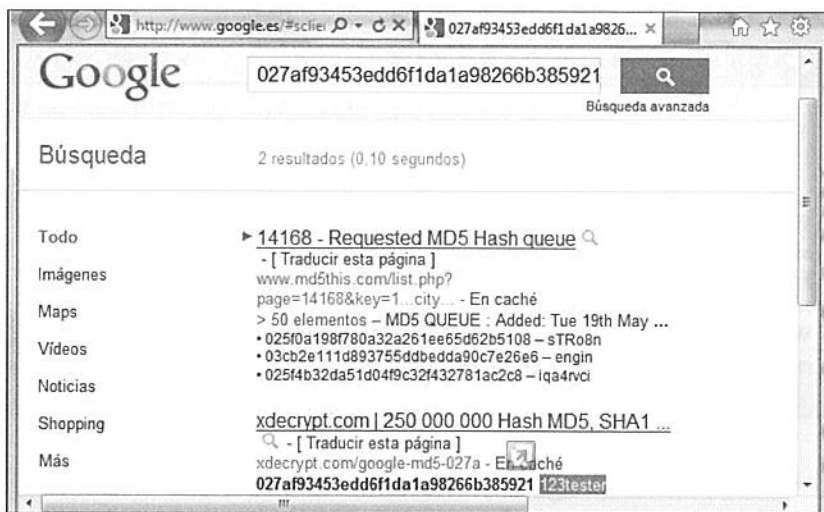 http://www.google.es/#sclie
027af93453edd6f1da1a9826...
Google
027af93453edd6f1da1a98266b385921
Búsqueda avanzada
Búsqueda
2 resultados (0,10 segundos)
Todo
Imágenes
Maps
Vídeos
Noticias
Shopping
Más
14168 - Requested MD5 Hash queue
- [ Traducir esta página ]
www.md5this.com/list.php?
page=14168&key=1...city... - En caché
> 50 elementos – MD5 QUEUE : Added: Tue 19th May ...
• 025f0a198f780a32a261ee65d62b5108 – sTRo8n
• 03cb2e111d893755ddbedda90c7e26e6 – engin
• 025f4b32da51d04f9c32f432781ac2c8 – iqa4rvci
xdecrypt.com | 250 000 000 Hash MD5, SHA1 ...
- [ Traducir esta página ]
xdecrypt.com/google-md5-027a - En caché
027af93453edd6f1da1a98266b385921 123tester